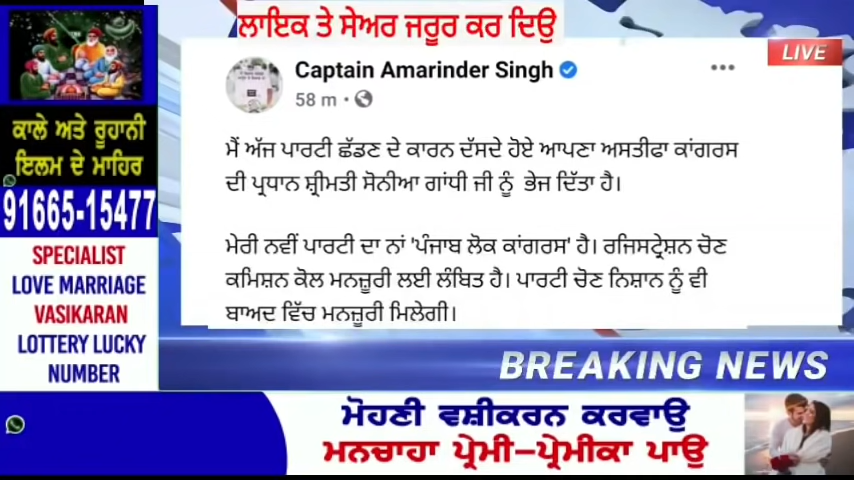 ਲਾਇਕ ਤੇ ਸ਼ੇਅਰ ਜਰੂਰ ਕਰ ਦਿਉ
LIVE
Captain Amarinder Singh
58 m
ਮੈਂ ਅੱਜ ਪਾਰਟੀ ਛੱਡਣ ਦੇ ਕਾਰਨ ਦੱਸਦੇ ਹੋਏ ਆਪਣਾ ਅਸਤੀਫਾ ਕਾਂਗਰਸ
ਦੀ ਪ੍ਰਧਾਨ ਸ਼੍ਰੀਮਤੀ ਸੋਨੀਆ ਗਾਂਧੀ ਜੀ ਨੂੰ ਭੇਜ ਦਿੱਤਾ ਹੈ।
ਮੇਰੀ ਨਵੀਂ ਪਾਰਟੀ ਦਾ ਨਾਂ 'ਪੰਜਾਬ ਲੋਕ ਕਾਂਗਰਸ' ਹੈ। ਰਜਿਸਟ੍ਰੇਸ਼ਨ ਚੋਣ
ਕਮਿਸ਼ਨ ਕੋਲ ਮਨਜ਼ੂਰੀ ਲਈ ਲੰਬਿਤ ਹੈ। ਪਾਰਟੀ ਚੋਣ ਨਿਸ਼ਾਨ ਨੂੰ ਵੀ
ਬਾਅਦ ਵਿੱਚ ਮਨਜ਼ੂਰੀ ਮਿਲੇਗੀ।
ਕਾਲੇ ਅਤੇ ਰੂਹਾਨੀ
ਇਲਮ ਦੇ ਮਾਹਿਰ
91665-15477
SPECIALIST
LOVE MARRIAGE
VASIKARAN
LOTTERY LUCKY
NUMBER
BREAKING NEWS
ਮੋਹਣੀ ਵਸ਼ੀਕਰਨ ਕਰਵਾਉ
ਮਨਚਾਹਾ ਪ੍ਰੇਮੀ-ਪ੍ਰੇਮੀਕਾ ਪਾਉ